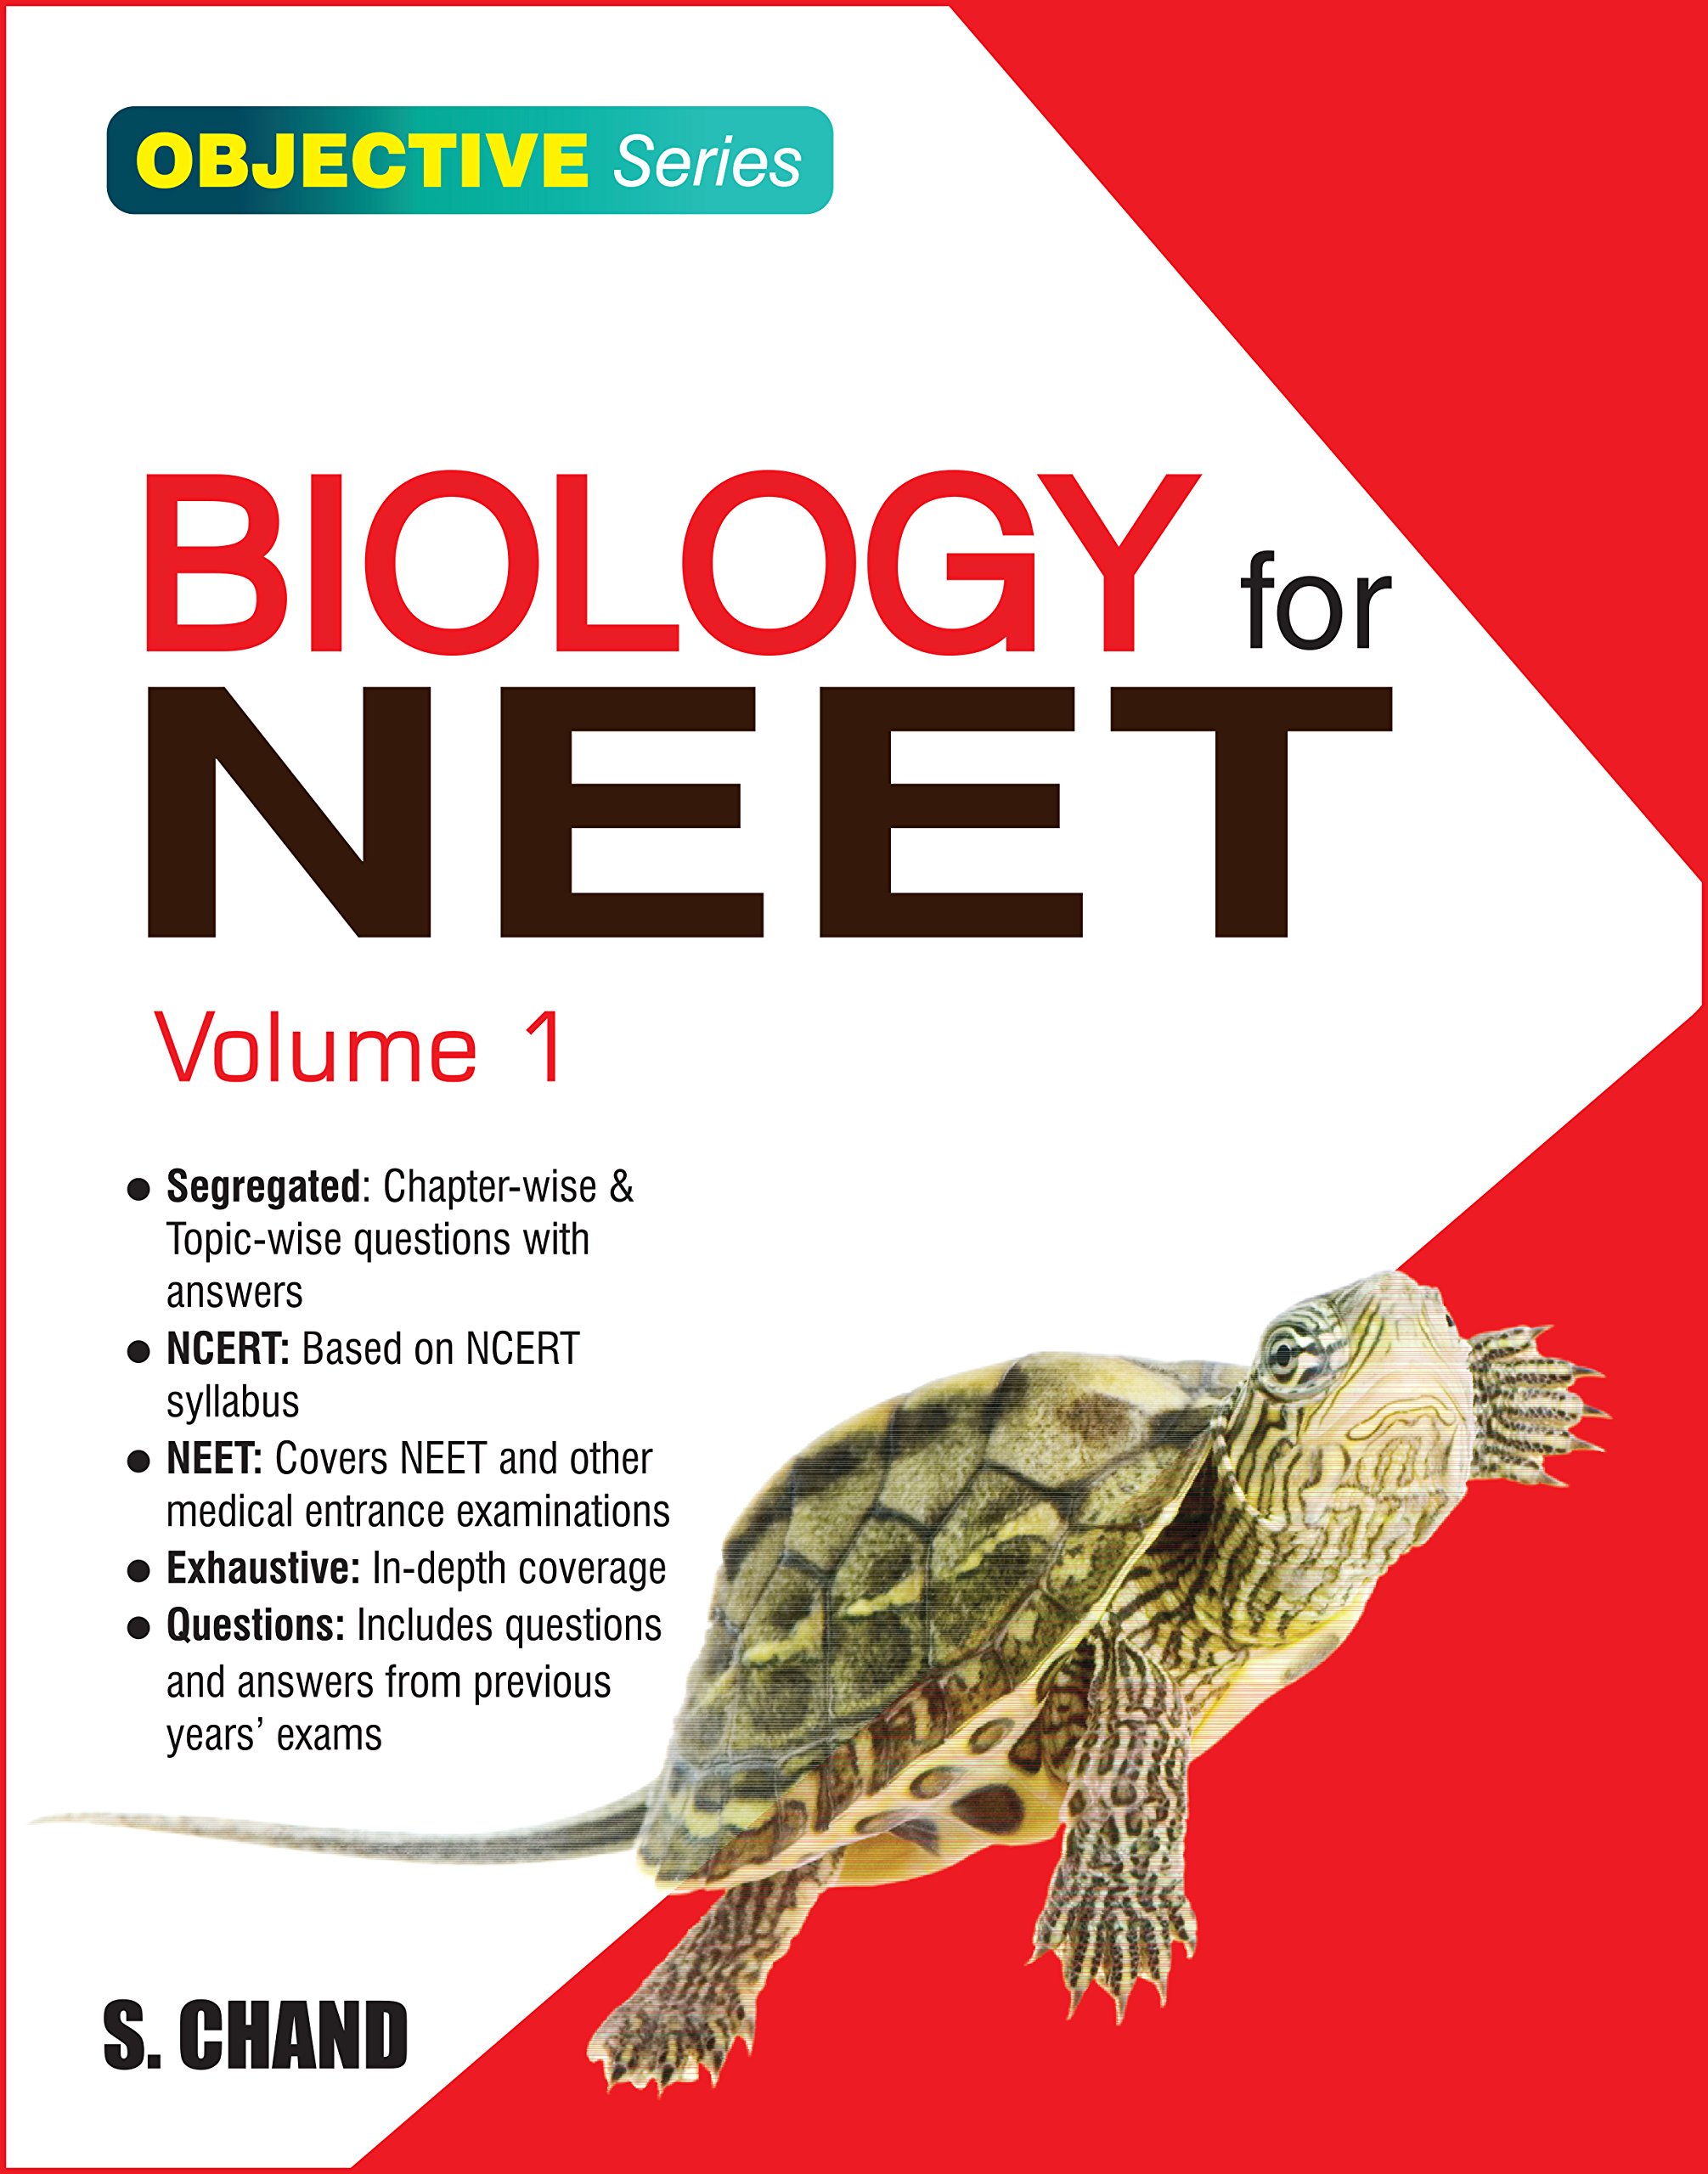 OBJECTIVE Series
BIOLOGY for
NEET
Volume 1
● Segregated: Chapter-wise &
Topic-wise questions with
answers
● NCERT: Based on NCERT
syllabus
● NEET: Covers NEET and other
medical entrance examinations
● Exhaustive: In-depth coverage
● Questions: Includes questions
and answers from previous
years’ exams
S. CHAND